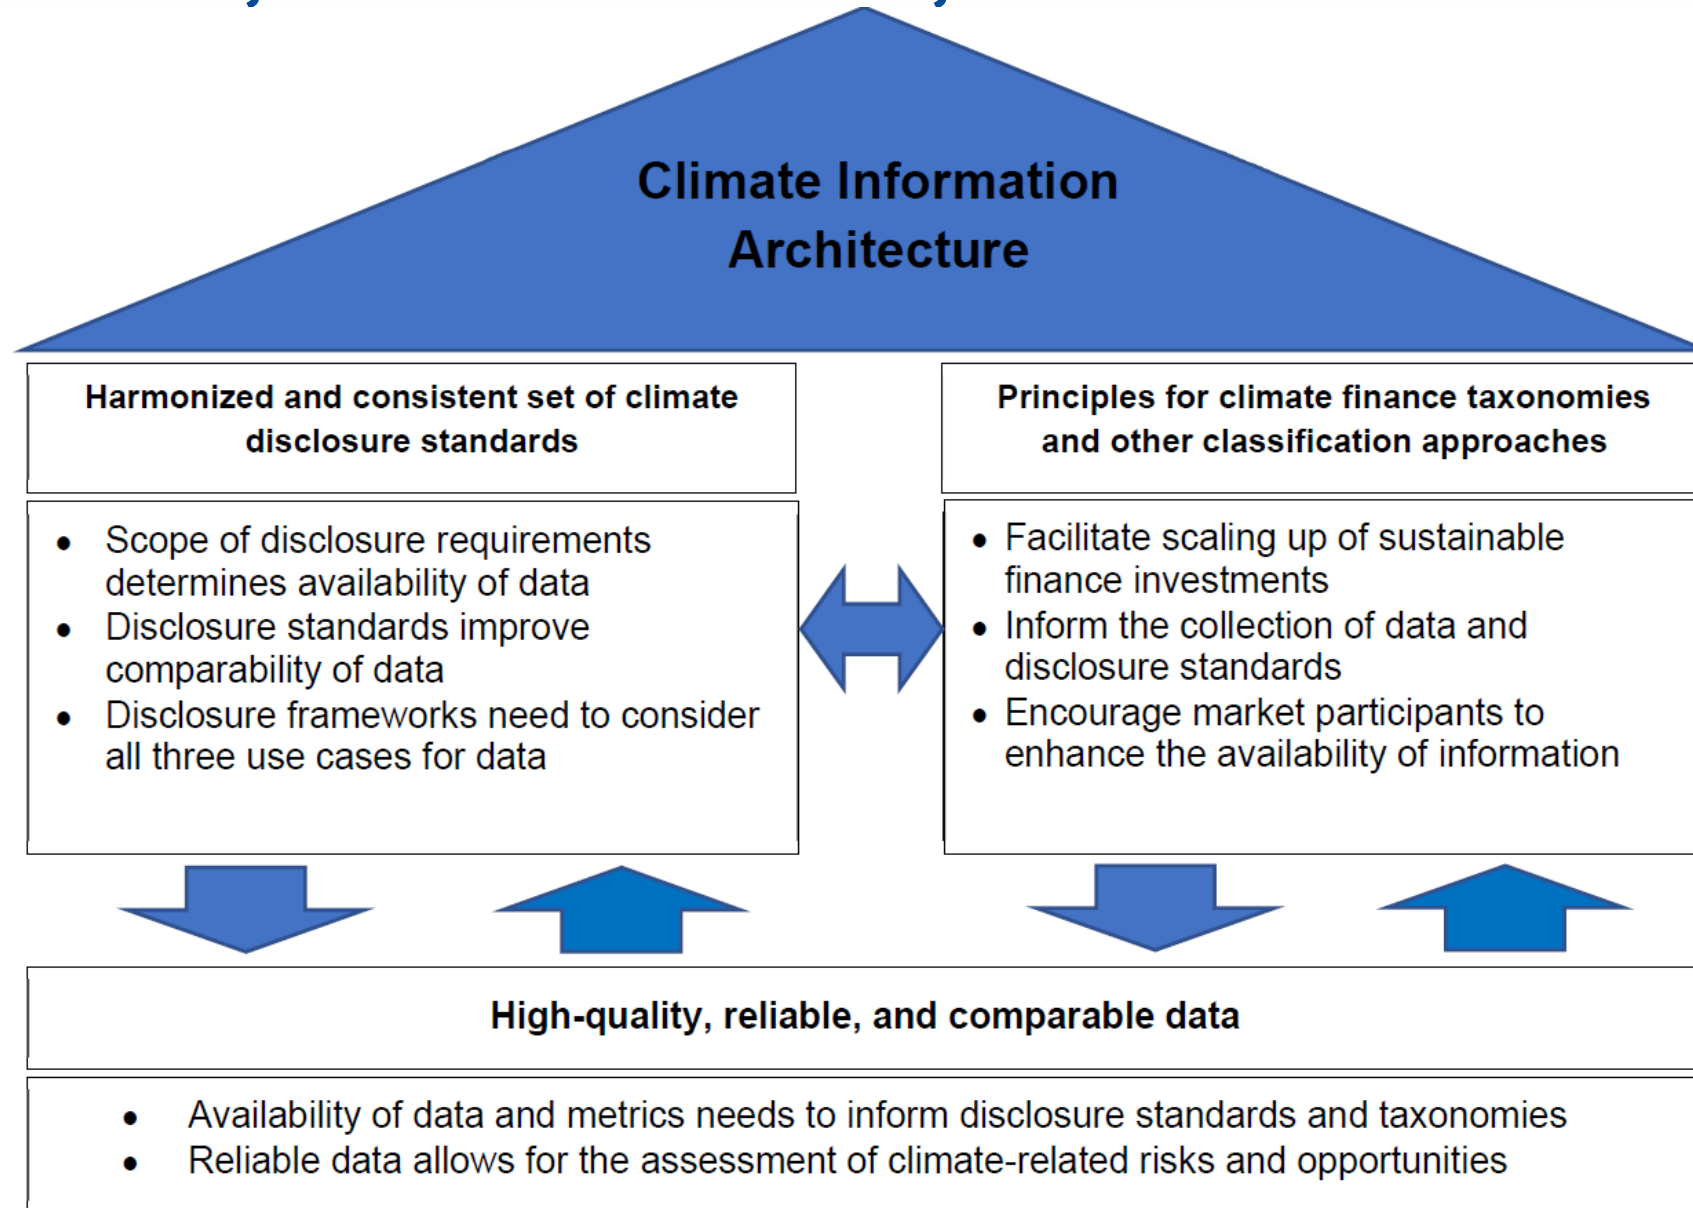 Climate Information
Architecture
Harmonized and consistent set of climate
disclosure standards
• Scope of disclosure requirements
determines availability of data
• Disclosure standards improve
comparability of data
• Disclosure frameworks need to consider
all three use cases for data
Principles for climate finance taxonomies
and other classification approaches
• Facilitate scaling up of sustainable
finance investments
• Inform the collection of data and
disclosure standards
• Encourage market participants to
enhance the availability of information
High-quality, reliable, and comparable data
• Availability of data and metrics needs to inform disclosure standards and taxonomies
• Reliable data allows for the assessment of climate-related risks and opportunities